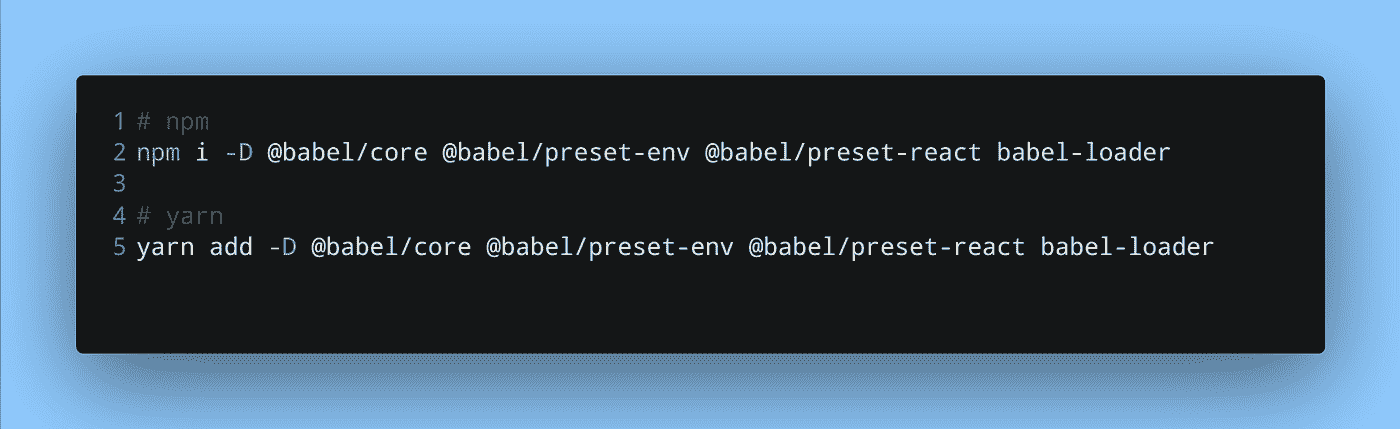 1 # npm
2 npm i -D @babel/core @babel/preset-env @babel/preset-react babel-loader
3
4 # yarn
5 yarn add -D @babel/core @babel/preset-env @babel/preset-react babel-loader